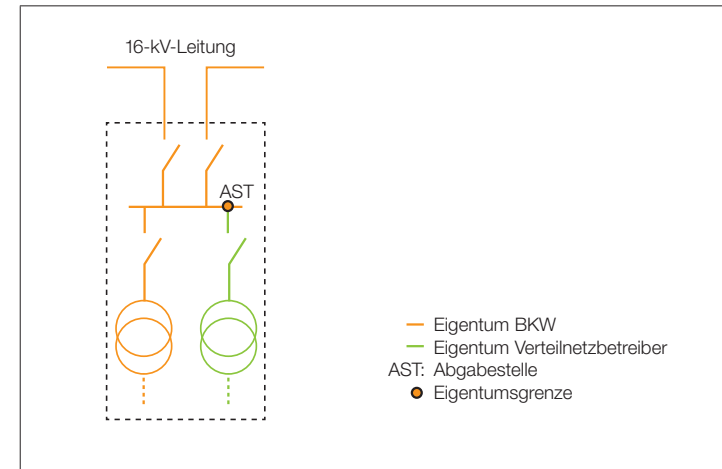 16-kV-Leitung
AST
Eigentum BKW
Eigentum Verteilnetzbetreiber
AST: Abgabestelle
Eigentumsgrenze